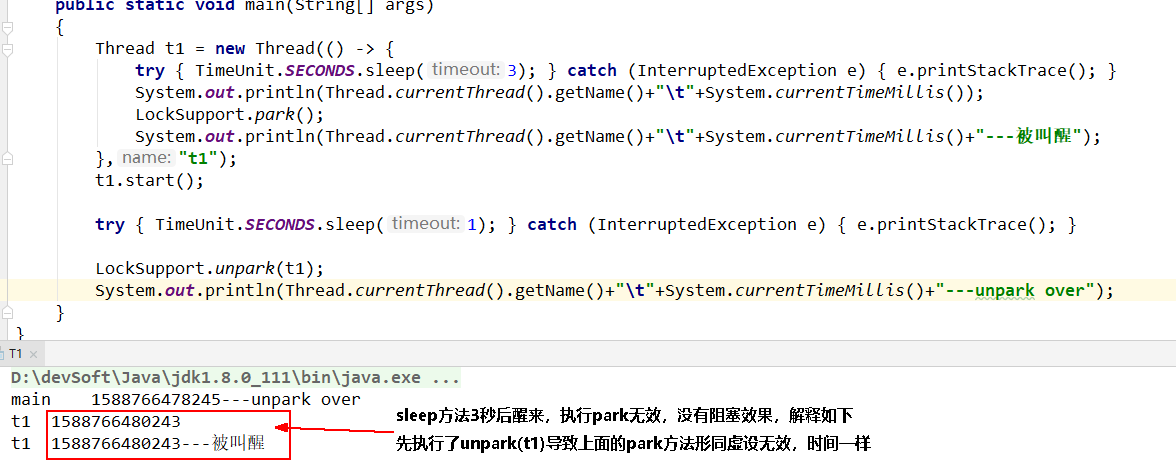 public static void main(String[] args)
{
Thread t1 = new Thread(() -> {
try { TimeUnit.SECONDS.sleep( timeout: 3); } catch (InterruptedException e) { e.printStackTrace(); }
System.out.println(Thread.currentThread().getName()+"\t"+System.currentTimeMillis());
LockSupport.park();
System.out.println(Thread.currentThread().getName()+"\t"+System.currentTimeMillis()+"---被叫醒");
}, name: "t1");
t1.start();
try { TimeUnit.SECONDS.sleep( timeout: 1); } catch (InterruptedException e) { e.printStackTrace(); }
LockSupport.unpark(t1);
System.out.println(Thread.currentThread().getName()+"\t"+System.currentTimeMillis()+"---unpark over");
}
}
T1 ×
D:\devSoft\Java\jdk1.8.0_111\bin\java.exe ...
main 1588766478245---unpark over
t1 1588766480243
t1 1588766480243---被叫醒
sleep方法3秒后醒来，执行park无效，没有阻塞效果，解释如下
先执行了unpark(t1)导致上面的park方法形同虚设无效，时间一样